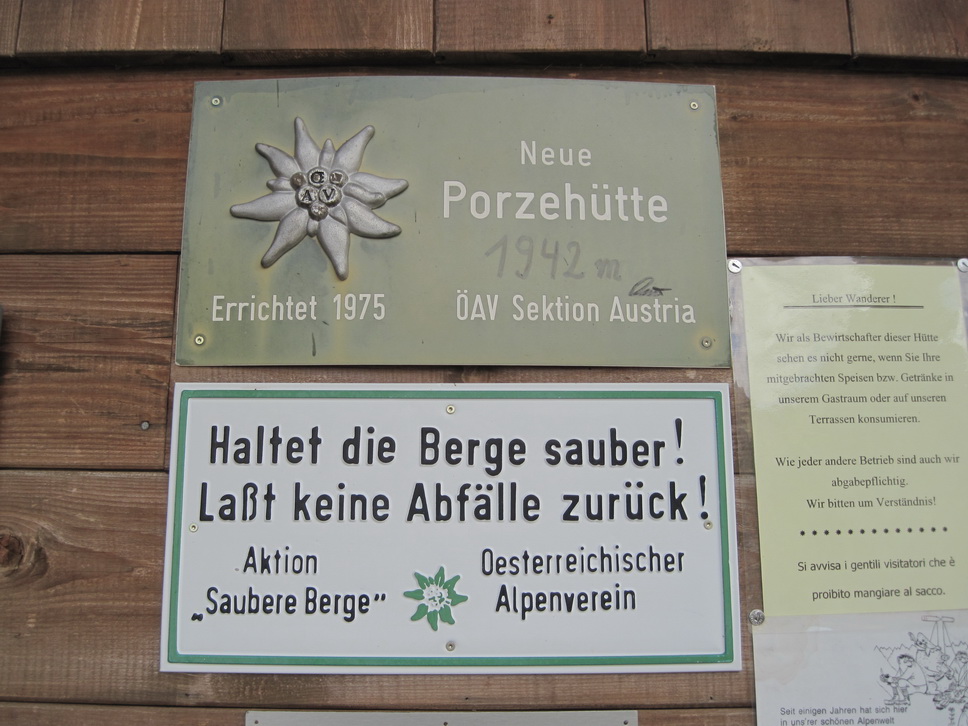 ŒAV
Neue
Porzehütte
1942 m
Errichtet 1975
ÖAV Sektion Austria
Haltet die Berge sauber!
Laßt keine Abfälle zurück!
Aktion
„Saubere Berge”
Oesterreichischer
Alpenverein
Lieber Wanderer !
Wir als Bewirtschafter dieser Hütte
sehen es nicht gerne, wenn Sie Ihre
mitgebrachten Speisen bzw. Getränke in
unserem Gastraum oder auf unseren
Terrassen konsumieren.
Wie jeder andere Betrieb sind auch wir
abgabepflichtig.
Wir bitten um Verständnis!
Si avvisa i gentili visitatori che è
proibito mangiare al sacco.
Seit einigen Jahren hat sich hier
in uns'rer schönen Alpenwelt